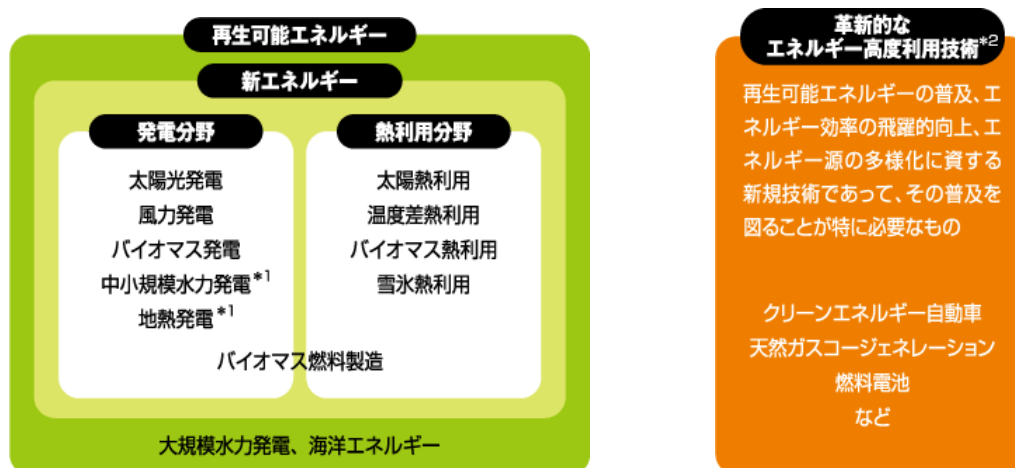 再生可能エネルギー
新エネルギー
発電分野
太陽光発電
風力発電
バイオマス発電
中小規模水力発電*1
地熱発電*1
熱利用分野
太陽熱利用
温度差熱利用
バイオマス熱利用
雪氷熱利用
バイオマス燃料製造
大規模水力発電、海洋エネルギー
革新的な
エネルギー高度利用技術*2
再生可能エネルギーの普及、エ
ネルギー効率の飛躍的向上、エ
ネルギー源の多様化に資する
新規技術であって、その普及を
図ることが特に必要なもの
クリーンエネルギー自動車
天然ガスコージェネレーション
燃料電池
など